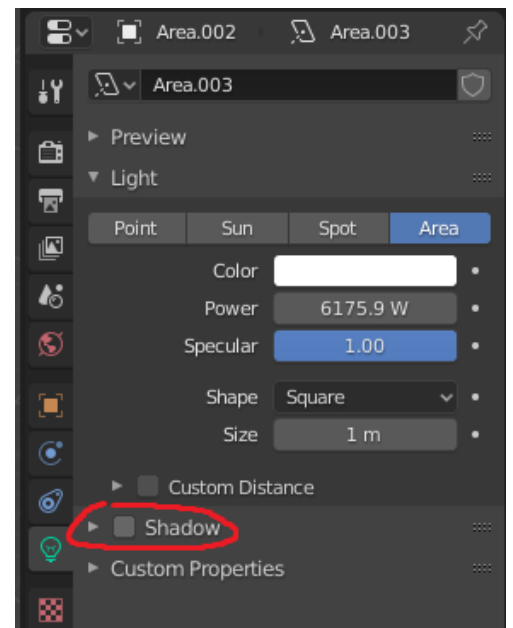 Area.002 Area.003
Area.003
Preview
Light
Point Sun Spot Area
Color
Power 6175.9 W
Specular 1.00
Shape Square
Size 1 m
Custom Distance
Shadow
Custom Properties